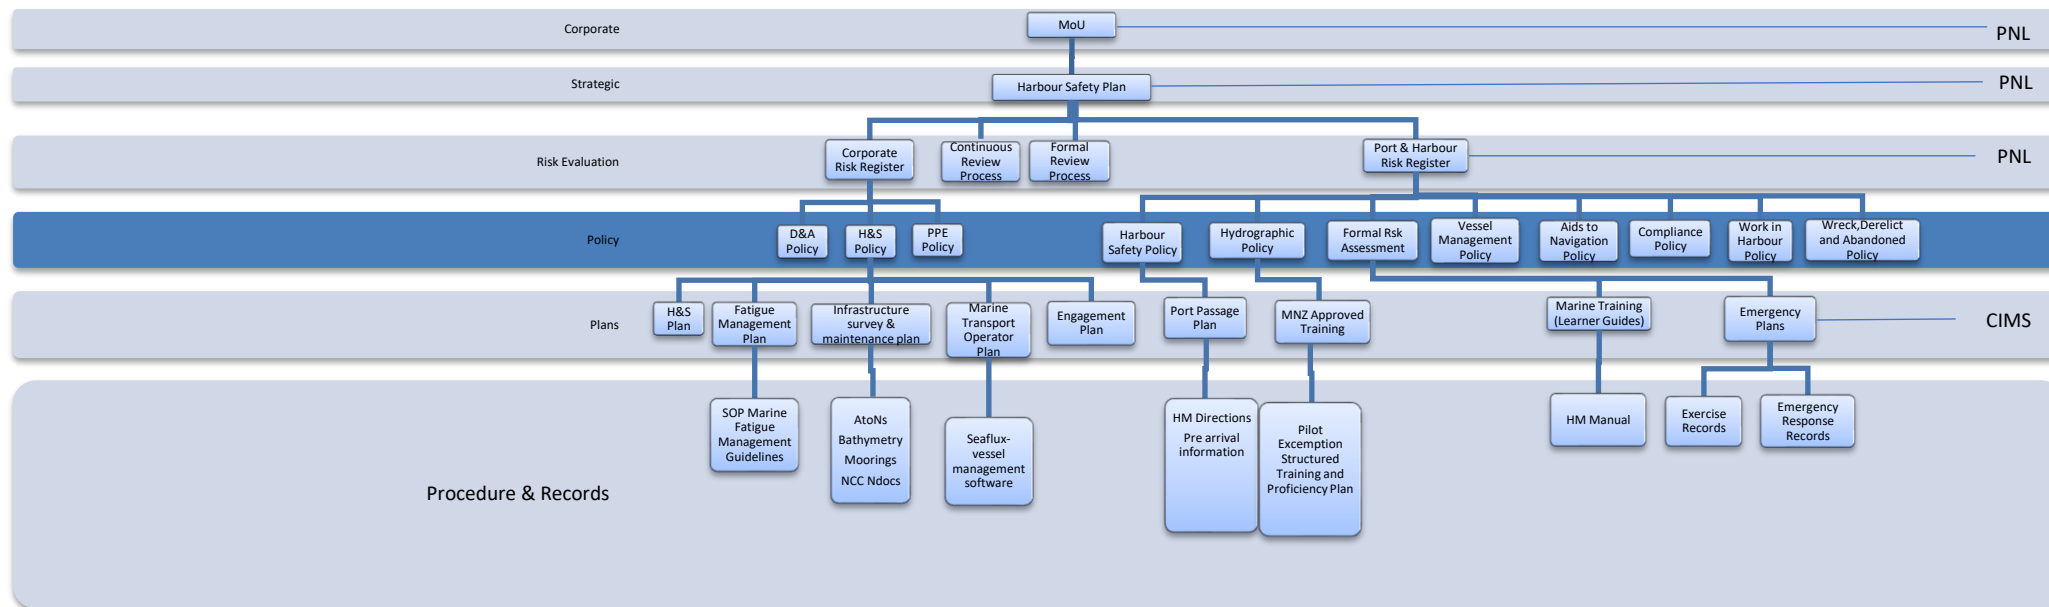 Corporate
MoU
PNL
Strategic
Harbour Safety Plan
PNL
Risk Evaluation
Corporate
Risk Register
Continuous
Review
Process
Formal
Review
Process
Port & Harbour
Risk Register
PNL
Policy
D&A
Policy
H&S
Policy
PPE
Policy
Harbour
Safety Policy
Hydrographic
Policy
Formal Rsk
Assessment
Vessel
Management
Policy
Aids to
Navigation
Policy
Compliance
Policy
Work in
Harbour
Policy
Wreck,Derelict
and Abandoned
Policy
Plans
H&S
Plan
Fatigue
Management
Plan
Infrastructure
survey &
maintenance plan
Marine
Transport
Operator
Plan
Engagement
Plan
Port Passage
Plan
MNZ Approved
Training
Marine Training
(Learner Guides)
Emergency
Plans
CIMS
Procedure & Records
SOP Marine
Fatigue
Management
Guidelines
AtoNs
Bathymetry
Moorings
NCC Ndocs
Seaflux-
vessel
management
software
HM Directions
Pre arrival
information
Pilot
Excemption
Structured
Training and
Proficiency Plan
HM Manual
Exercise
Records
Emergency
Response
Records